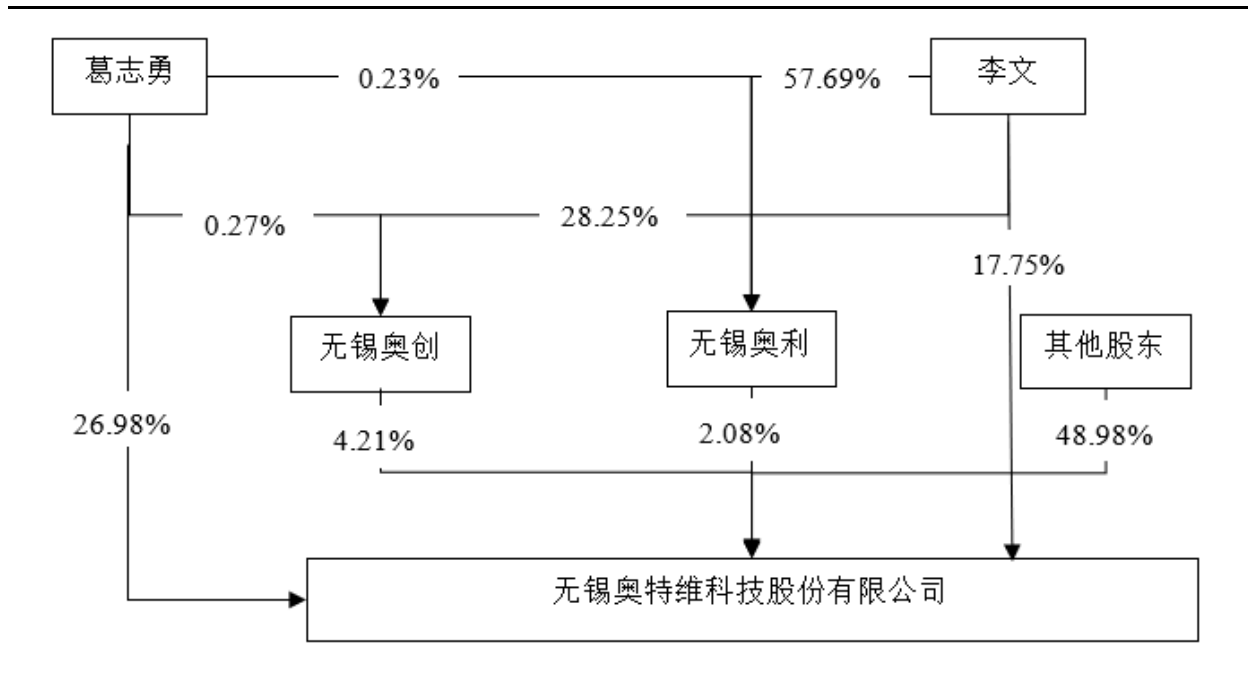 葛志勇
0.23%
57.69%
李文
0.27%
28.25%
17.75%
无锡奥创
无锡奥利
其他股东
26.98%
4.21%
2.08%
48.98%
无锡奥特维科技股份有限公司